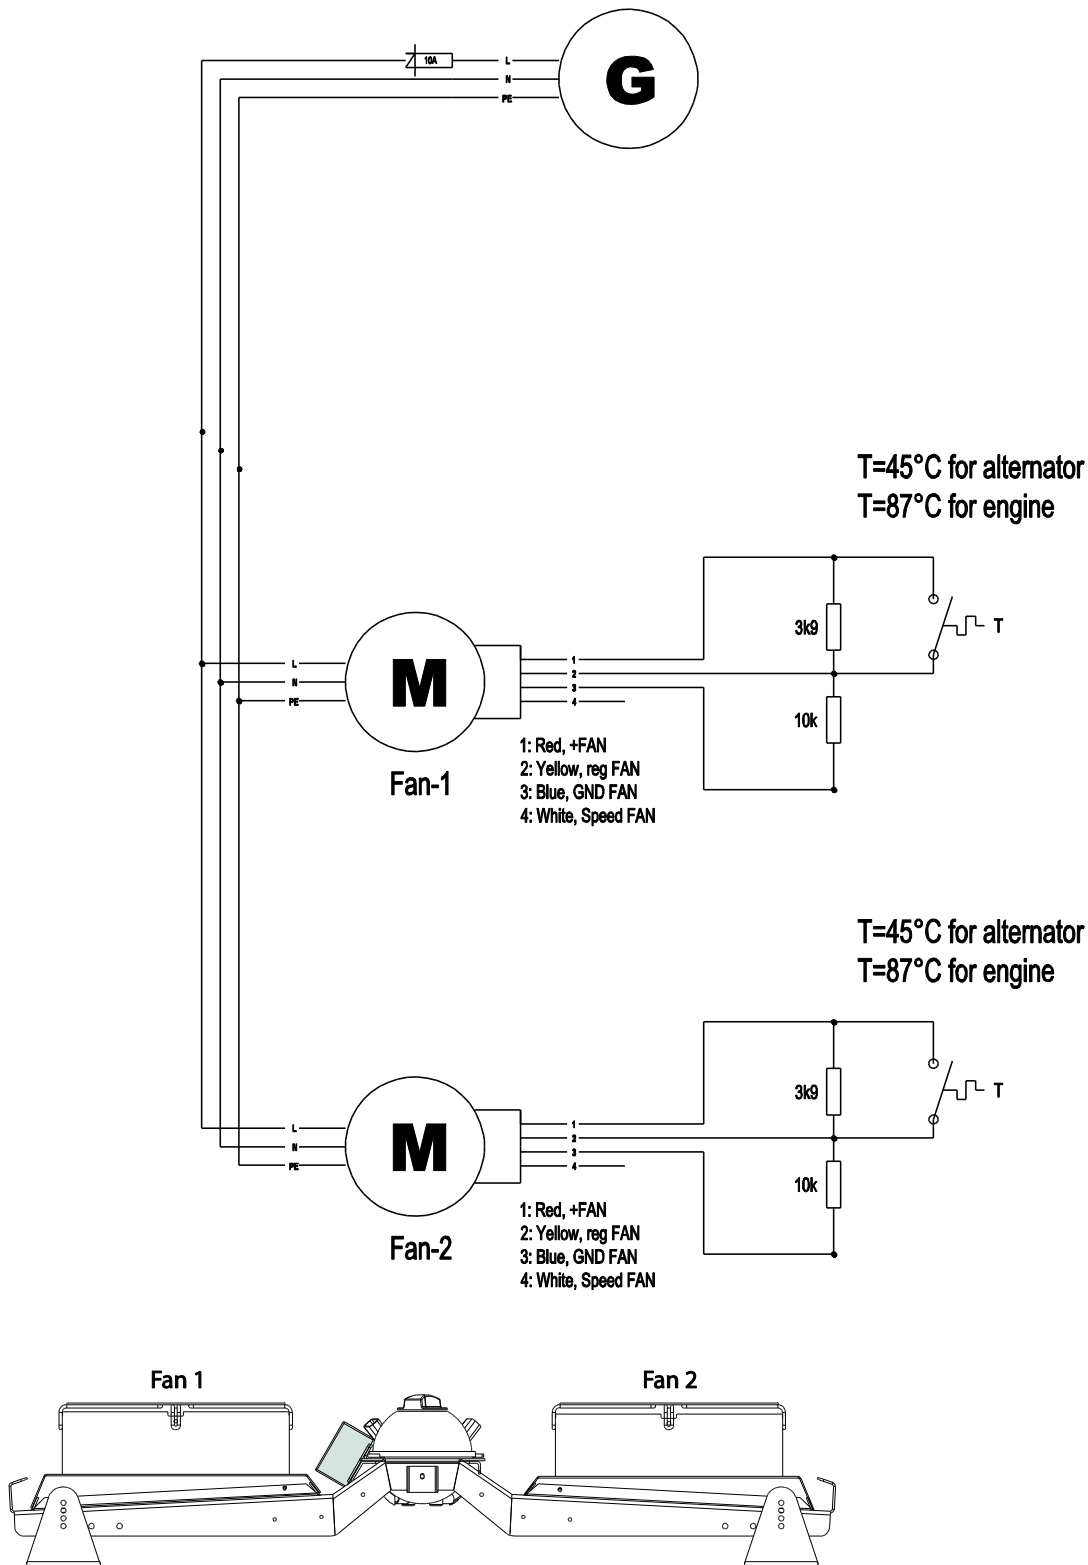 10A
L
G
N
PE
T=45°C for alternator
T=87°C for engine
L
N
PE
M
1
2
3
4
3k9
10k
T
1: Red, +FAN
2: Yellow, reg FAN
3: Blue, GND FAN
4: White, Speed FAN
Fan-1
T=45°C for alternator
T=87°C for engine
L
N
PE
M
1
2
3
4
3k9
10k
T
1: Red, +FAN
2: Yellow, reg FAN
3: Blue, GND FAN
4: White, Speed FAN
Fan-2
Fan 1
Fan 2